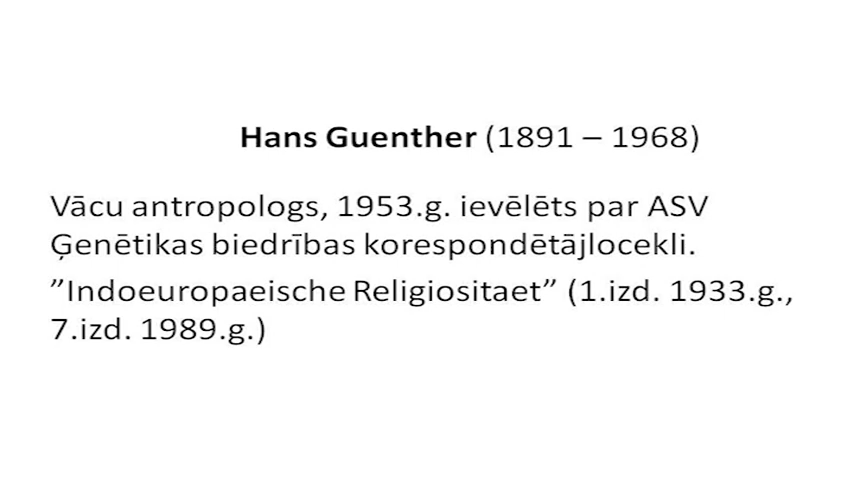 Hans Guenther (1891 – 1968)
Vācu antropologs, 1953.g. ievēlēts par ASV
Ģenētikas biedrības korespondētājlocekli.
”Indoeuropaeische Religiositaet” (1.izd. 1933.g.,
7.izd. 1989.g.)